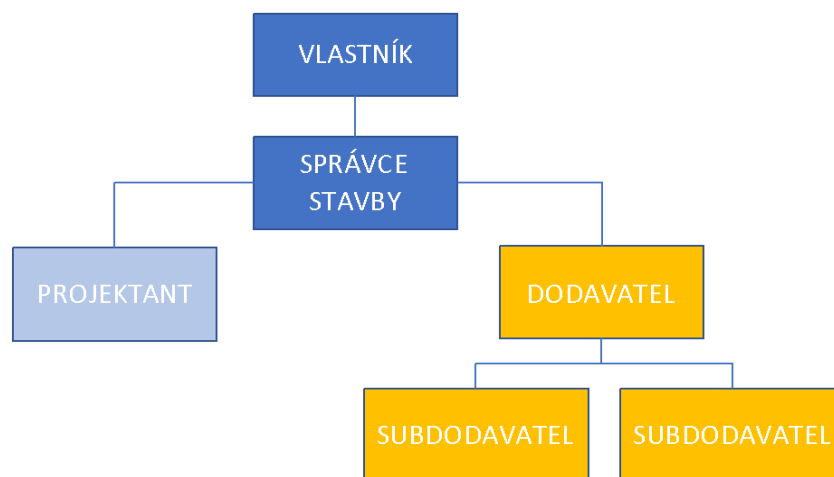 VLASTNÍK
SPRÁVCE
STAVBY
PROJEKTANT
DODAVATEL
SUBDODAVATEL
SUBDODAVATEL